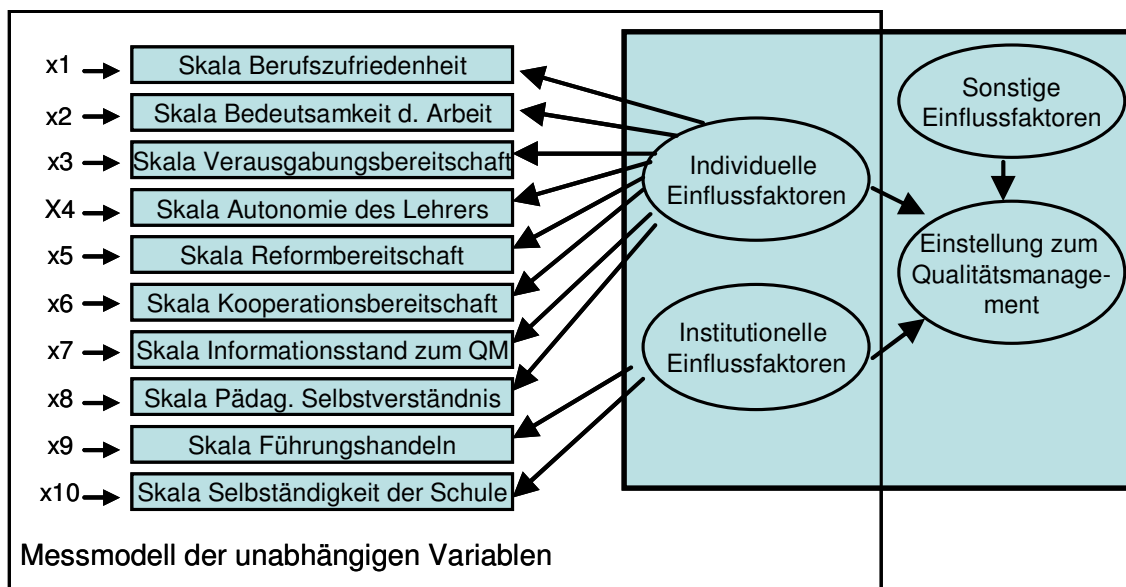 x1 Skala Berufszufriedenheit
x2 Skala Bedeutsamkeit d. Arbeit
x3 Skala Verausgabungsbereitschaft
X4 Skala Autonomie des Lehrers
x5 Skala Reformbereitschaft
x6 Skala Kooperationsbereitschaft
x7 Skala Informationsstand zum QM
x8 Skala Pädag. Selbstverständnis
x9 Skala Führungshandeln
x10 Skala Selbständigkeit der Schule
Messmodell der unabhängigen Variablen
Individuelle
Einflussfaktoren
Institutionelle
Einflussfaktoren
Sonstige
Einflussfaktoren
Einstellung zum
Qualitätsmanage-
ment